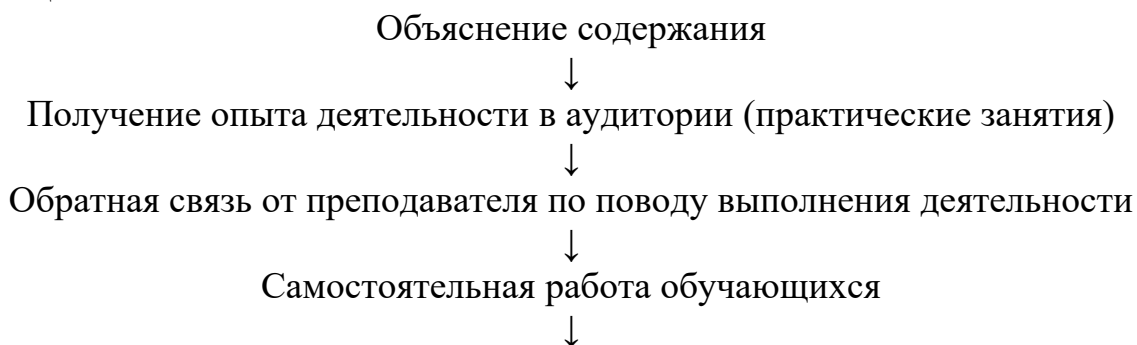 Объяснение содержания
↓
Получение опыта деятельности в аудитории (практические занятия)
↓
Обратная связь от преподавателя по поводу выполнения деятельности
↓
Самостоятельная работа обучающихся
↓